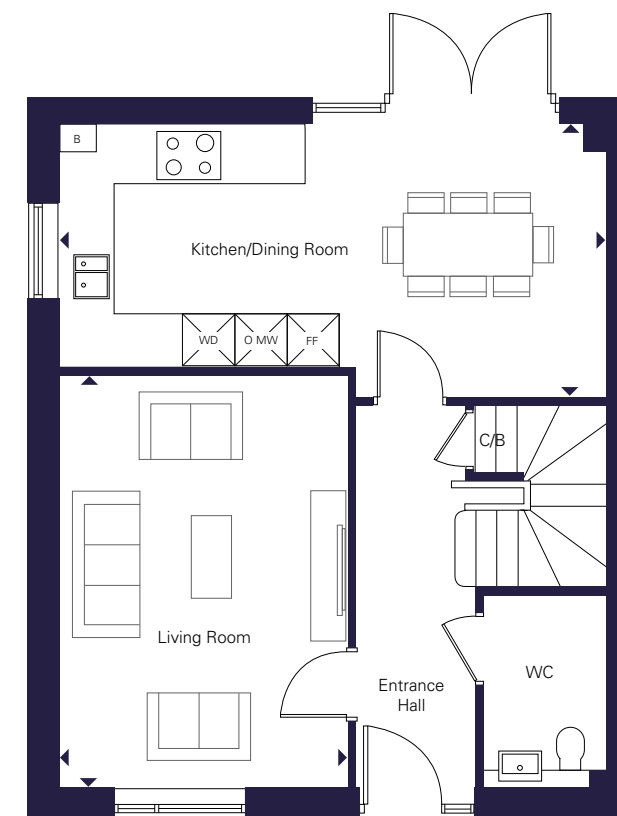 B
Kitchen/Dining Room
WD
O MW
FF
C/B
Living Room
WC
Entrance
Hall